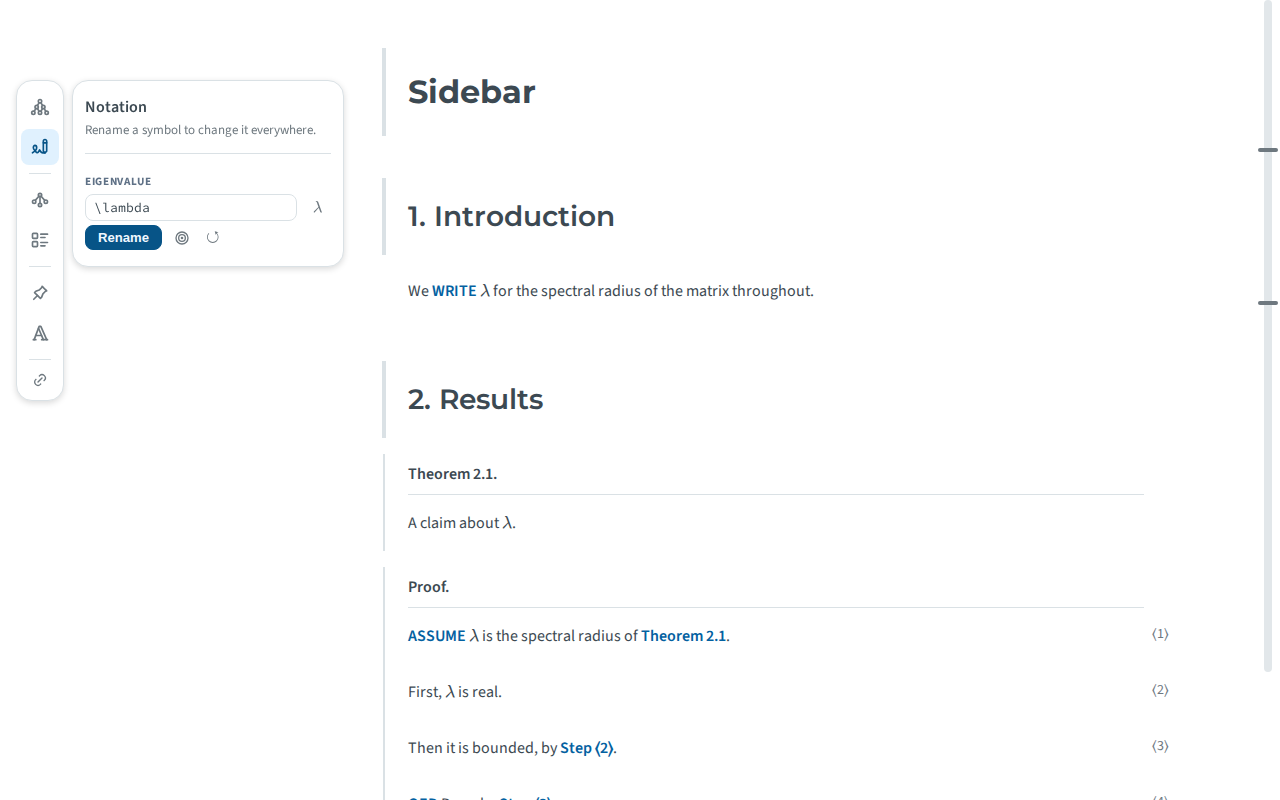 Notation
Rename a symbol to change it everywhere.
EIGENVALUE
\lambda
λ
Rename
Sidebar
1. Introduction
We WRITE λ for the spectral radius of the matrix throughout.
2. Results
Theorem 2.1.
A claim about λ.
Proof.
ASSUME λ is the spectral radius of Theorem 2.1. ⟨1⟩
First, λ is real. ⟨2⟩
Then it is bounded, by Step ⟨2⟩. ⟨3⟩